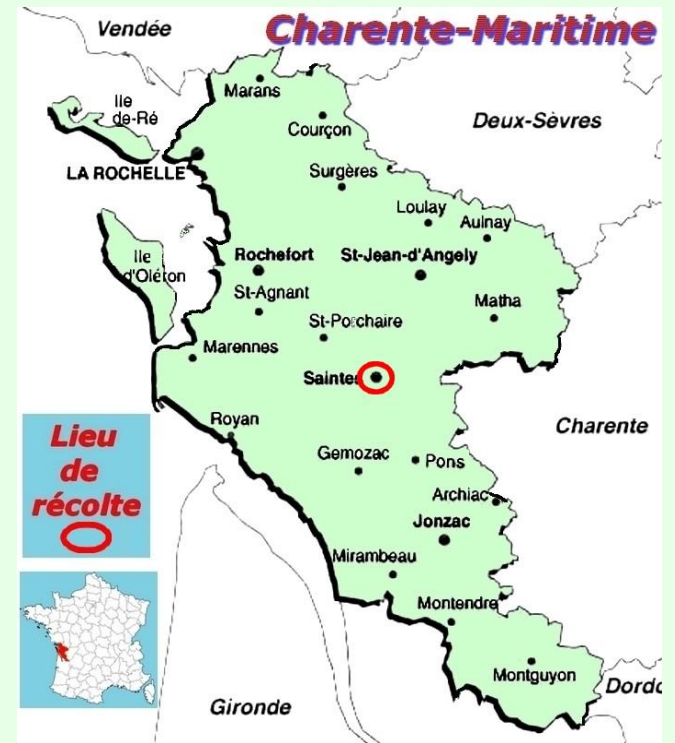 Vendée
Charente-Maritime
Ile
de-Ré
Marans
Courçon
Deux-Sèvres
LA ROCHELLE
Surgères
Loulay
Aulnay
Ile
d'Oléron
Rochefort
St-Jean-d'Angely
St-Agnant
Matha
St-Porchaire
Marennes
Saintes
Royan
Charente
Lieu
de
récolte
Gemozac
Pons
Archiac
Jonzac
Mirambeau
Montendre
Montguyon
Dordo
Gironde